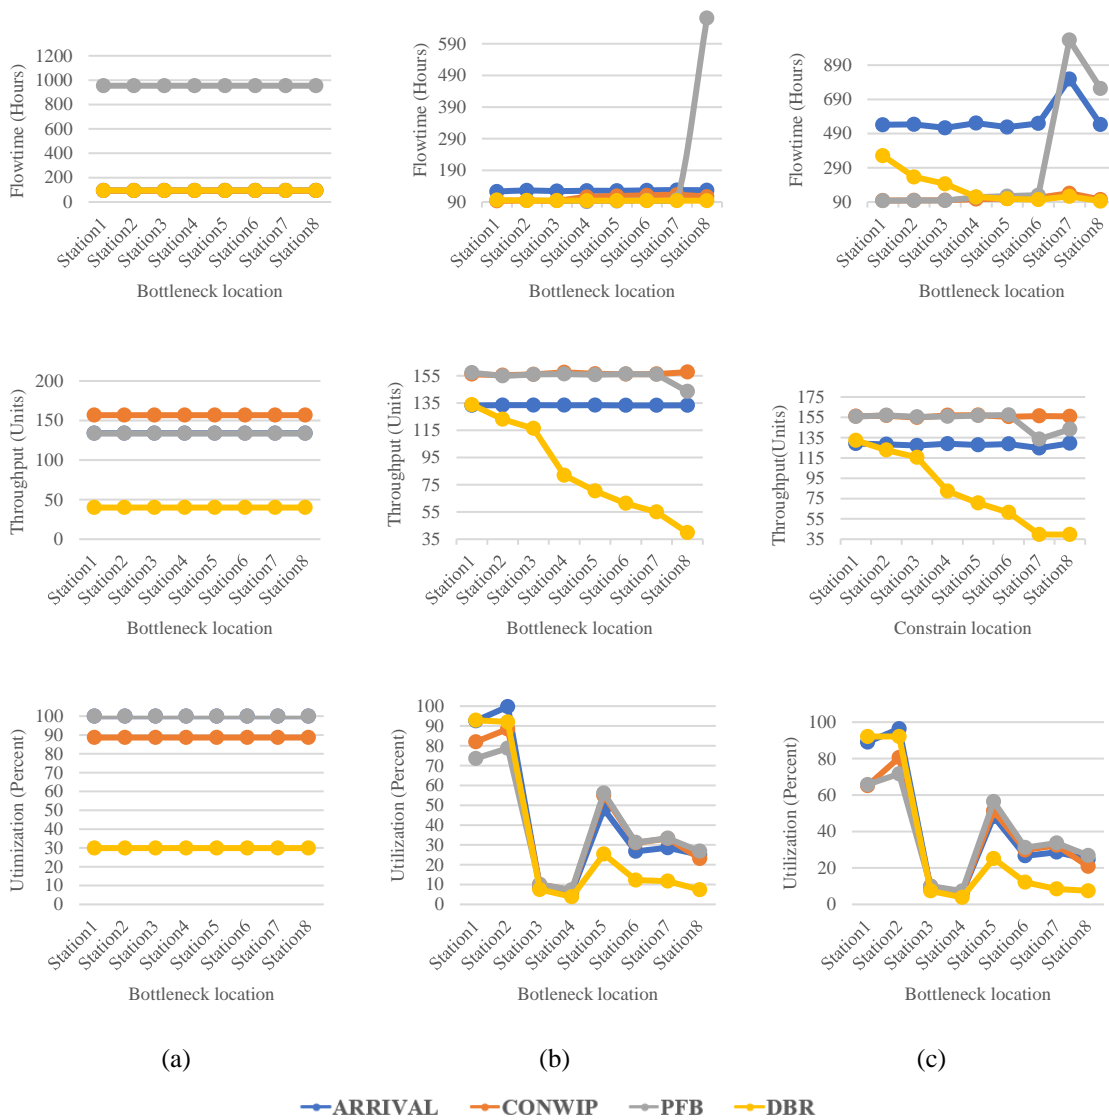 Flowtime (Hours)
1200
1000
800
600
400
200
0
Station1
Station2
Station3
Station4
Station5
Station6
Station7
Station8
Bottleneck location
Flowtime (Hours)
590
490
390
290
190
90
Station1
Station2
Station3
Station4
Station5
Station6
Station7
Station8
Bottleneck location
Flowtime (Hours)
890
690
490
290
90
Station1
Station2
Station3
Station4
Station5
Station6
Station7
Station8
Bottleneck location
Throughput (Units)
200
150
100
50
0
Station1
Station2
Station3
Station4
Station5
Station6
Station7
Station8
Bottleneck location
Throughput (Units)
155
135
115
95
75
55
35
Station1
Station2
Station3
Station4
Station5
Station6
Station7
Station8
Bottleneck location
Throughput(Units)
175
155
135
115
95
75
55
35
Station1
Station2
Station3
Station4
Station5
Station6
Station7
Station8
Constrain location
(Percent)
100
90
80
70
60
50
40
30
20
10
0
Station1
Station2
Station3
Station4
Station5
Station6
Station7
Station8
Bottleneck location
Utilization (Percent)
100
90
80
70
60
50
40
30
20
10
0
Station1
Station2
Station3
Station4
Station5
Station6
Station7
Station8
Botleneck location
Utilization (Percent)
100
80
60
40
20
0
Station1
Station2
Station3
Station4
Station5
Station6
Station7
Station8
Bottleneck location
(a) (b) (c)
ARRIVAL CONWIP PFB DBR